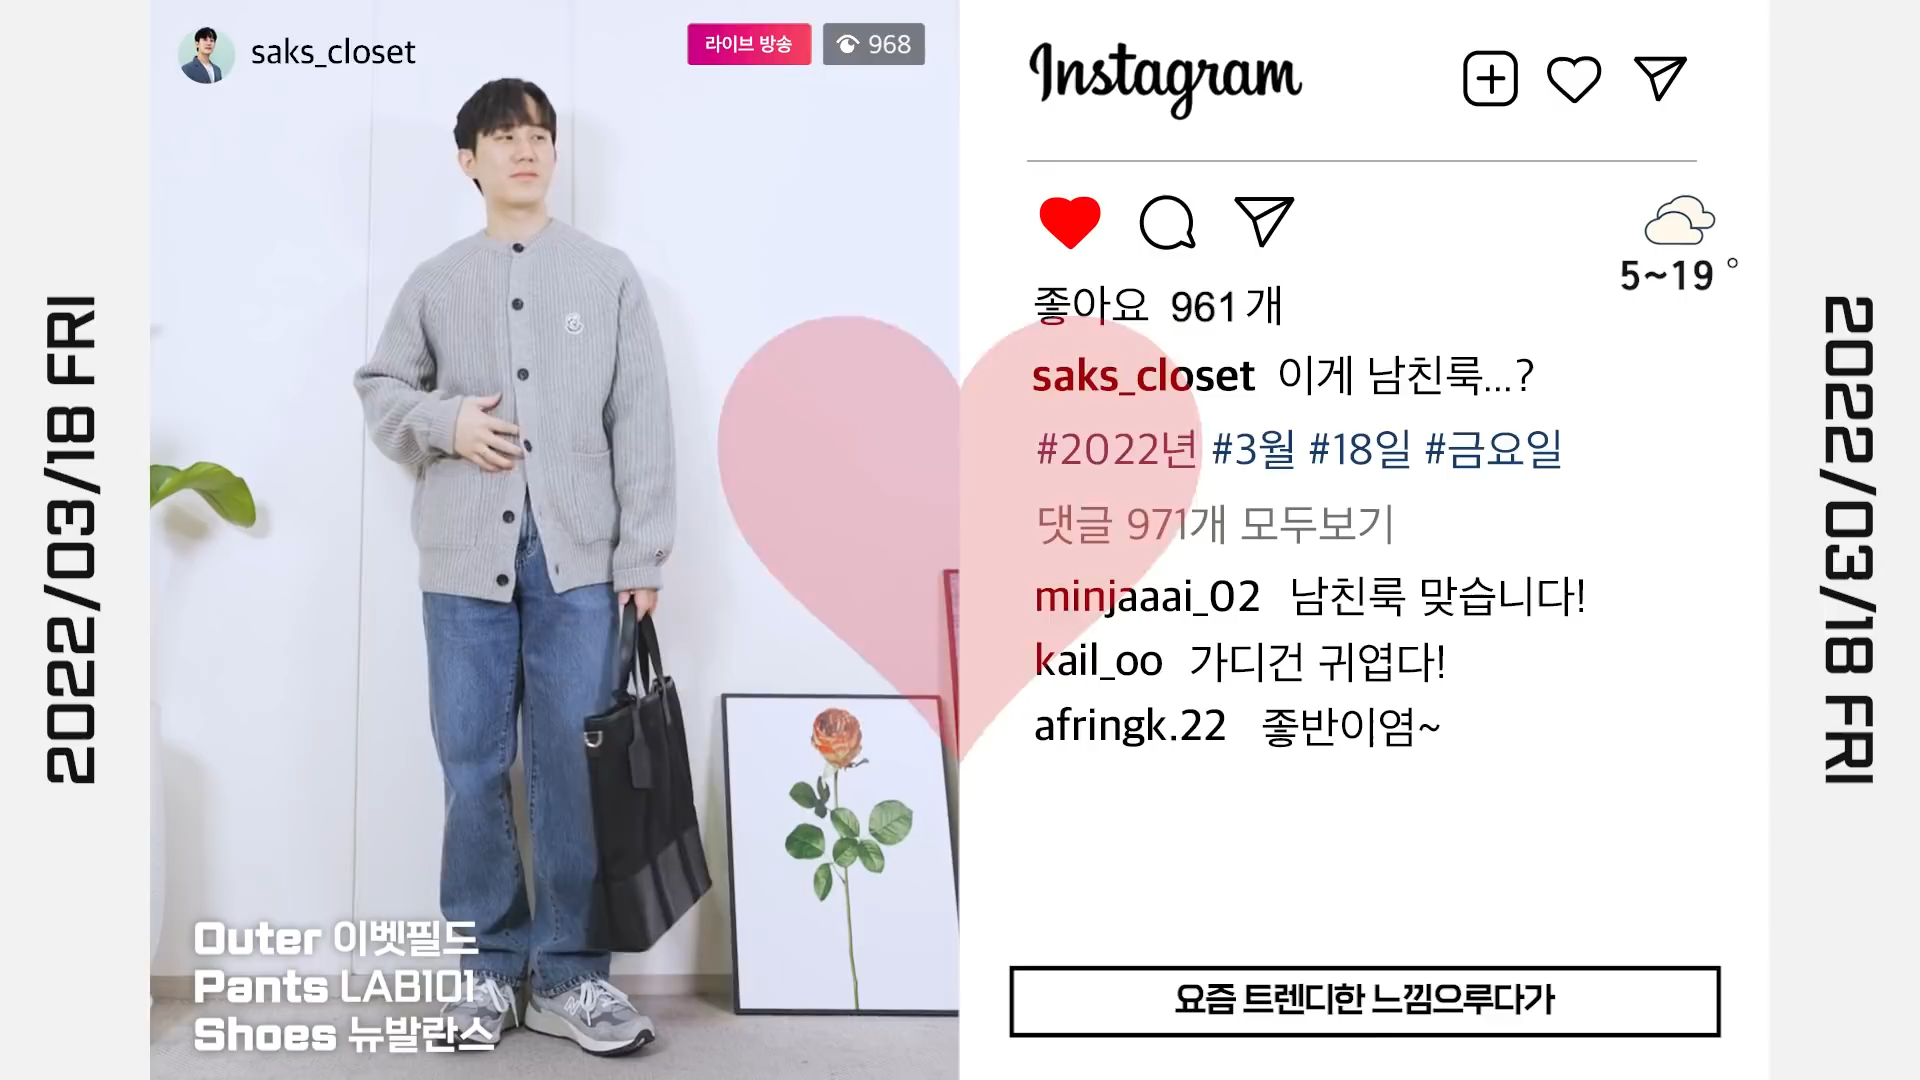 2022/03/18 FRI
saks_closet
라이브 방송
968
Outer 이벳필드
Pants LAB101
Shoes 뉴발란스
Instagram
5~19 °
좋아요 961개
saks_closet 이게 남친룩...?
#2022년 #3월 #18일 #금요일
댓글 971개 모두보기
minjaaai_02 남친룩 맞습니다!
kail_oo 가디건 귀엽다!
afringk.22 좋반이염~
요즘 트렌디한 느낌으루다가
2022/03/18 FRI